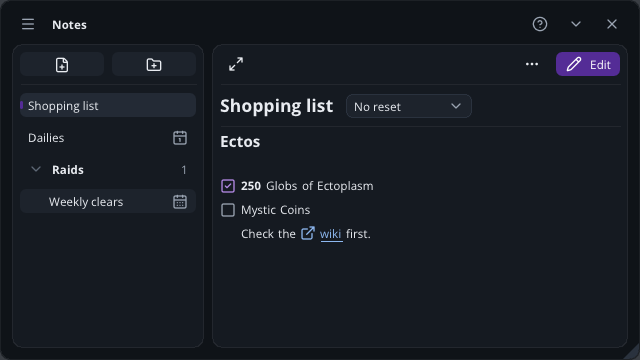 Notes
Edit
Shopping list
Dailies
Raids 1
Weekly clears
Shopping list No reset
Ectos
250 Globs of Ectoplasm
Mystic Coins
Check the wiki first.